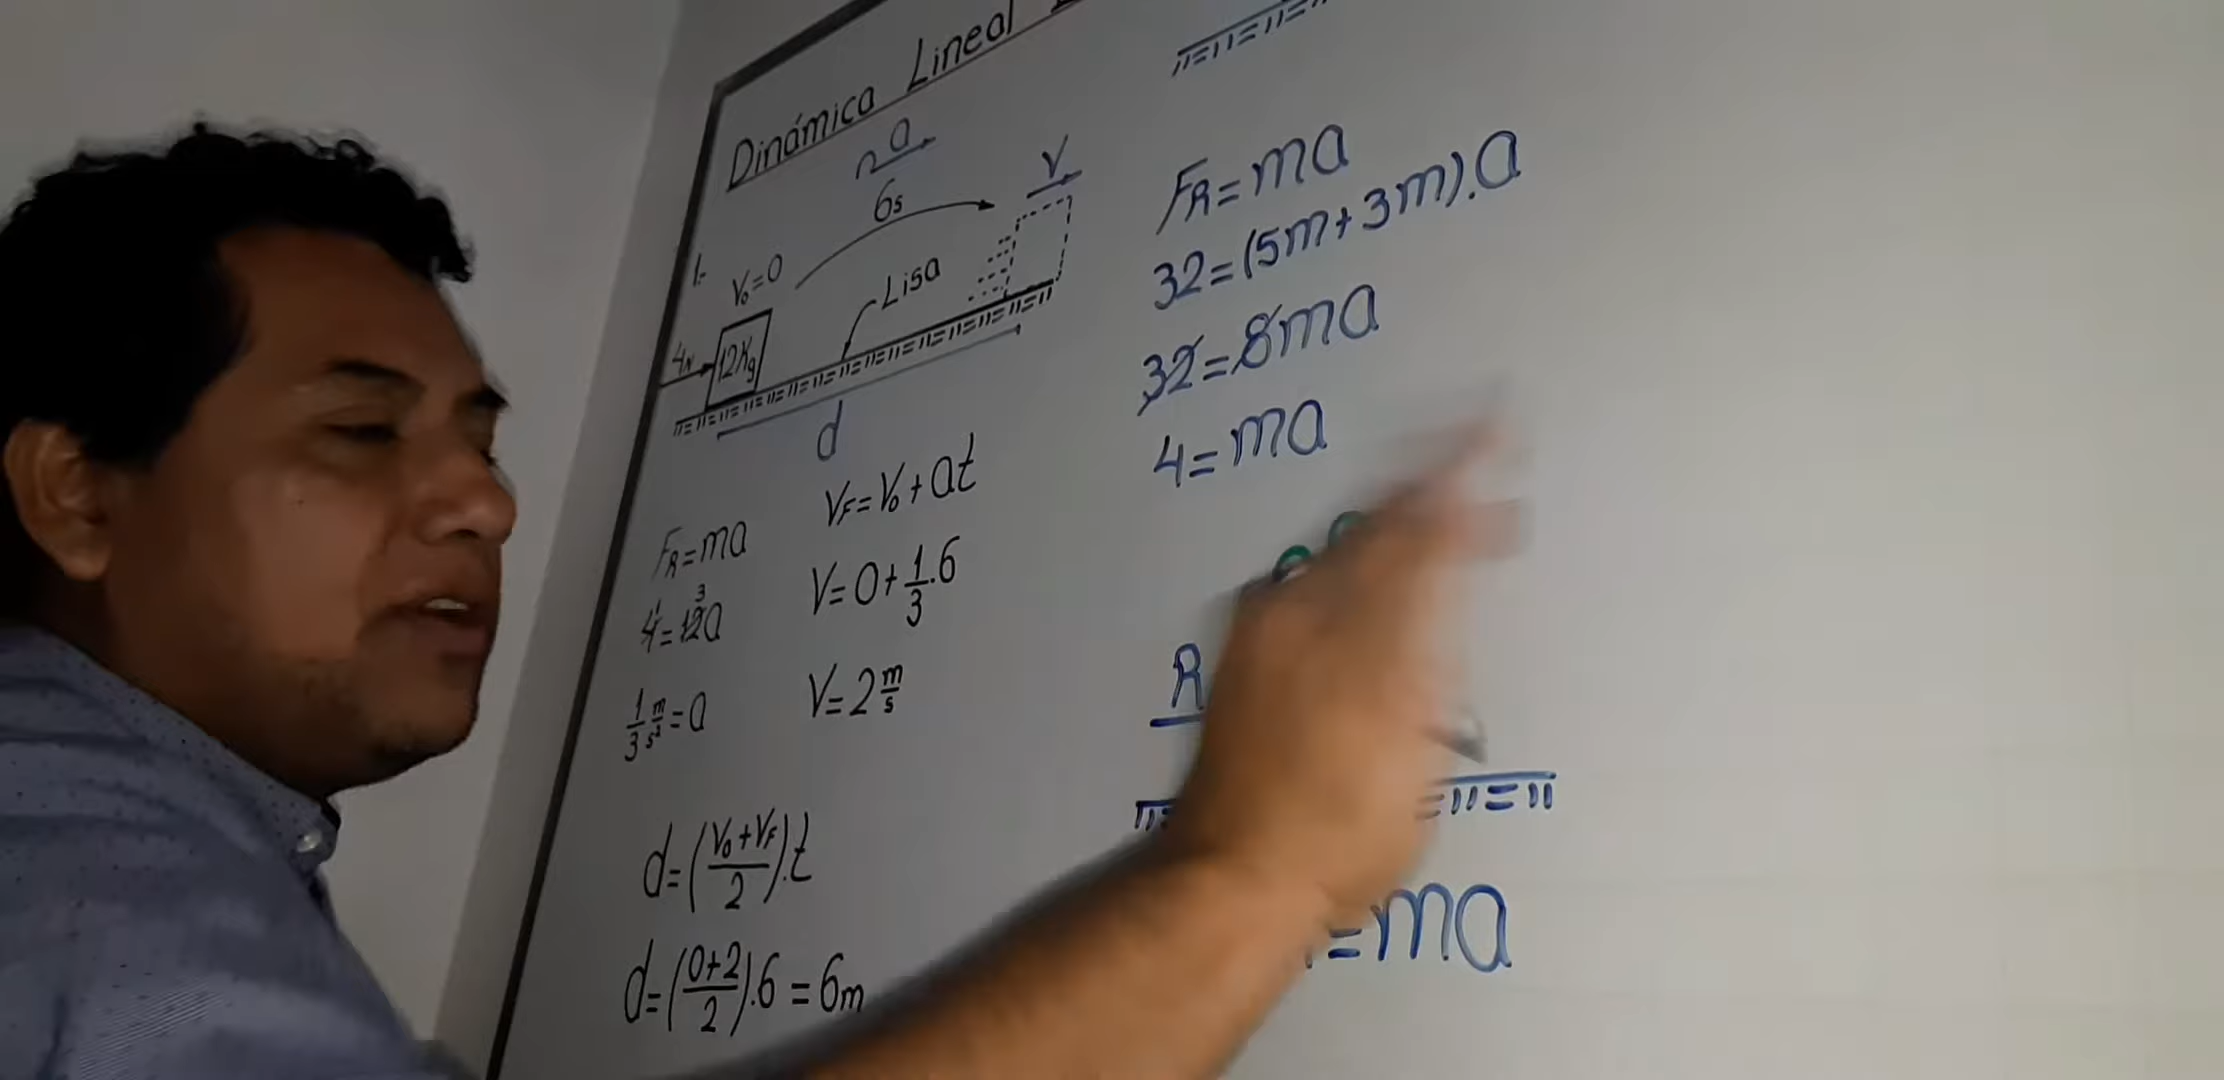 Dinámica Lineal
a
6s
V
1.-
V₀=0
Lisa
4N
12Kg
d
F_R=ma
4=12a
1
3
1/3 m/s²=a
V_F=V₀+at
V=0+1/3.6
V=2 m/s
d=((V₀+V_F)/2).t
d=((0+2)/2).6=6m
F_R=ma
32=(5m+3m).a
32=8ma
4=ma
R
=ma